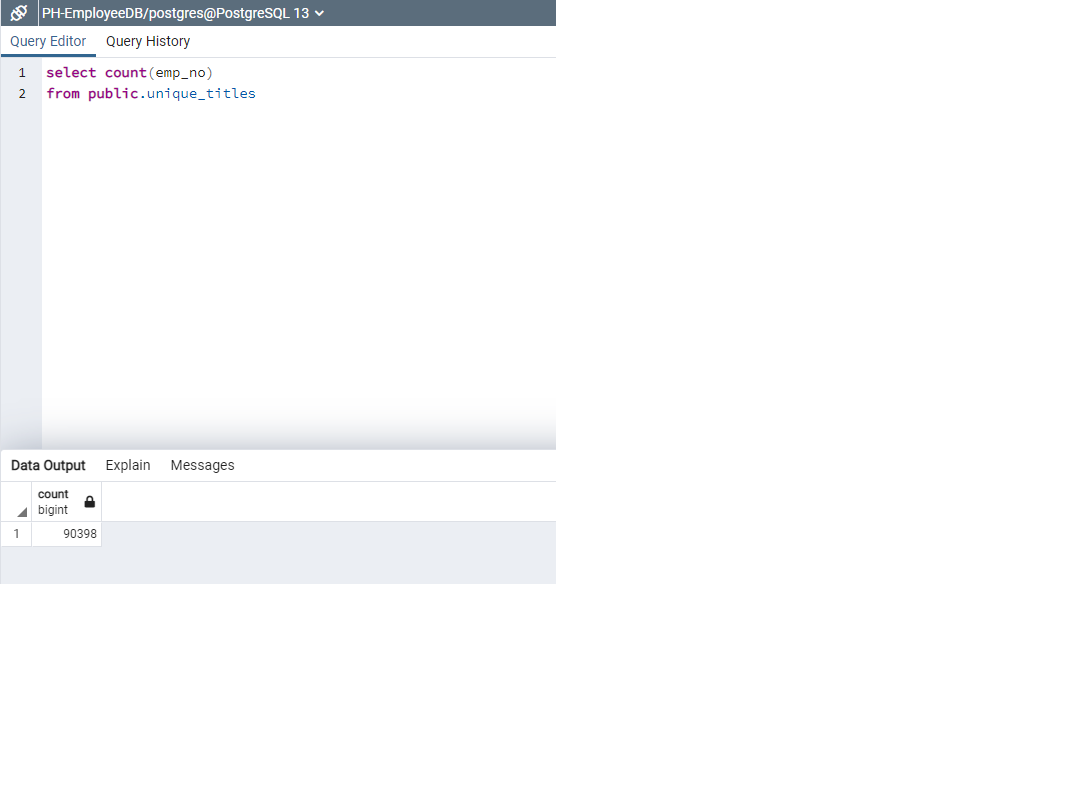 PH-EmployeeDB/postgres@PostgreSQL 13
Query Editor Query History
1 select count(emp_no)
2 from public.unique_titles
Data Output Explain Messages
count
bigint
1 90398